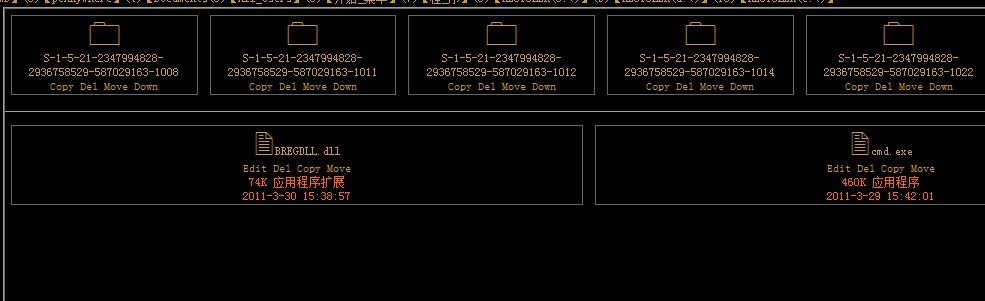 S-1-5-21-2347994828-
2936758529-587029163-1008
Copy Del Move Down
S-1-5-21-2347994828-
2936758529-587029163-1011
Copy Del Move Down
S-1-5-21-2347994828-
2936758529-587029163-1012
Copy Del Move Down
S-1-5-21-2347994828-
2936758529-587029163-1014
Copy Del Move Down
S-1-5-21-2347994828-
2936758529-587029163-1022
Copy Del Move Down
BREGDLL.dll
Edit Del Copy Move
74K 应用程序扩展
2011-3-30 15:38:57
cmd.exe
Edit Del Copy Move
460K 应用程序
2011-3-29 15:42:01